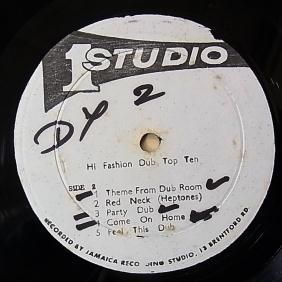 1 STUDIO
DY 2
Hi Fashion Dub Top Ten
SIDE 2
1 Theme From Dub Room
2 Red Neck (Heptones)
3 Party Dub
4 Come On Home
5 Feel This Dub
RECORDED BY JAMAICA RECORDING STUDIO, 13 BRENTFORD RD.